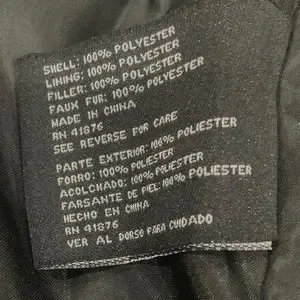 SHELL: 100% POLYESTER
LINING: 100% POLYESTER
FILLER: 100% POLYESTER
FAUX FUR: 100% POLYESTER
MADE IN CHINA
RN 41876
SEE REVERSE FOR CARE
PARTE EXTERIOR: 100% POLIESTER
FORRO: 100% POLIESTER
ACOLCHADO: 100% POLIESTER
FARSANTE DE PIEL: 100% POLIESTER
HECHO EN CHINA
RN 41876
VER AL DORSO PARA CUIDADO